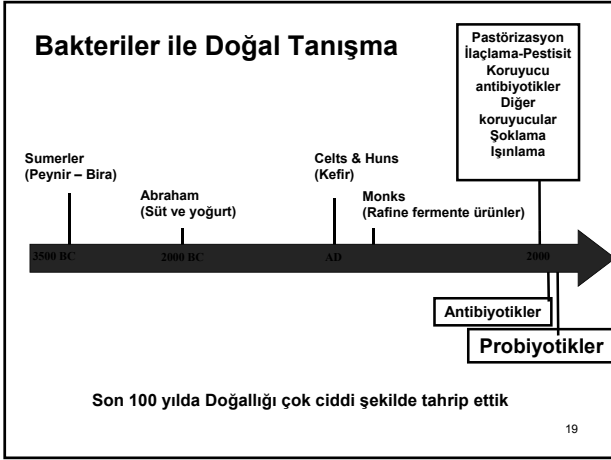 Bakteriler ile Doğal Tanışma
Pastörizasyon
İlaçlama-Pestisit
Koruyucu
antibiyotikler
Diğer
koruyucular
Şoklama
Işınlama
Sumerler
(Peynir – Bira)
Abraham
(Süt ve yoğurt)
Celts & Huns
(Kefir)
Monks
(Rafine fermente ürünler)
3500 BC
2000 BC
AD
2000
Antibiyotikler
Probiyotikler
Son 100 yılda Doğallığı çok ciddi şekilde tahrip ettik
19